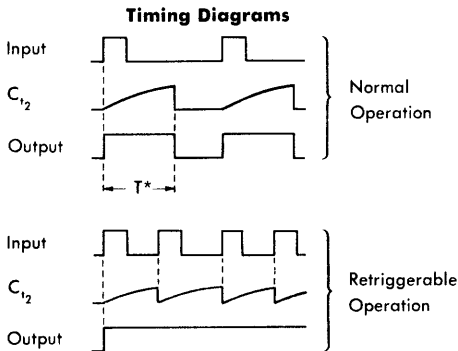 Timing Diagrams
Input
Ct2
Output
Normal
Operation
T*
Input
Ct2
Output
Retriggerable
Operation